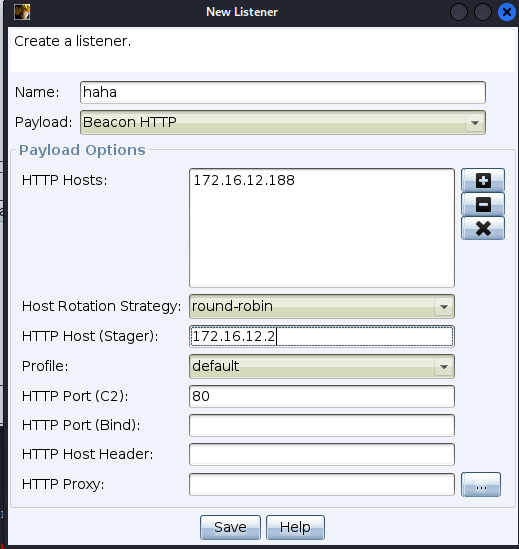 New Listener
Create a listener.
Name: haha
Payload: Beacon HTTP
Payload Options
HTTP Hosts: 172.16.12.188
Host Rotation Strategy: round-robin
HTTP Host (Stager): 172.16.12.2
Profile: default
HTTP Port (C2): 80
HTTP Port (Bind):
HTTP Host Header:
HTTP Proxy: ...
Save Help